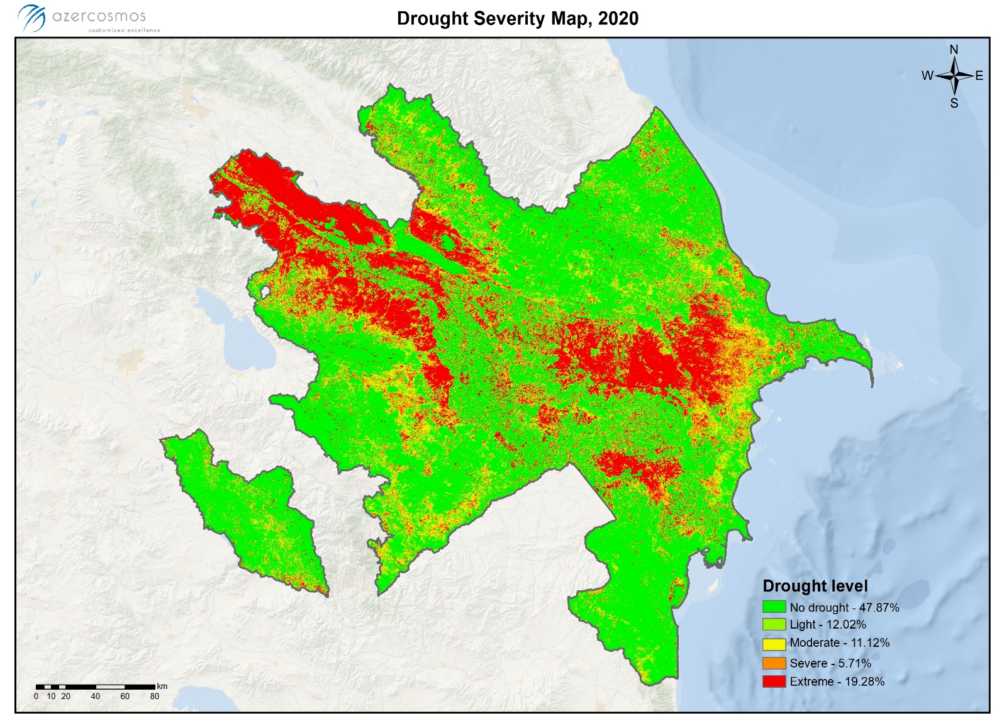 azercosmos
customized excellence
Drought Severity Map, 2020
N
W E
S
Drought level
No drought - 47.87%
Light - 12.02%
Moderate - 11.12%
Severe - 5.71%
Extreme - 19.28%
km
0 10 20 40 60 80